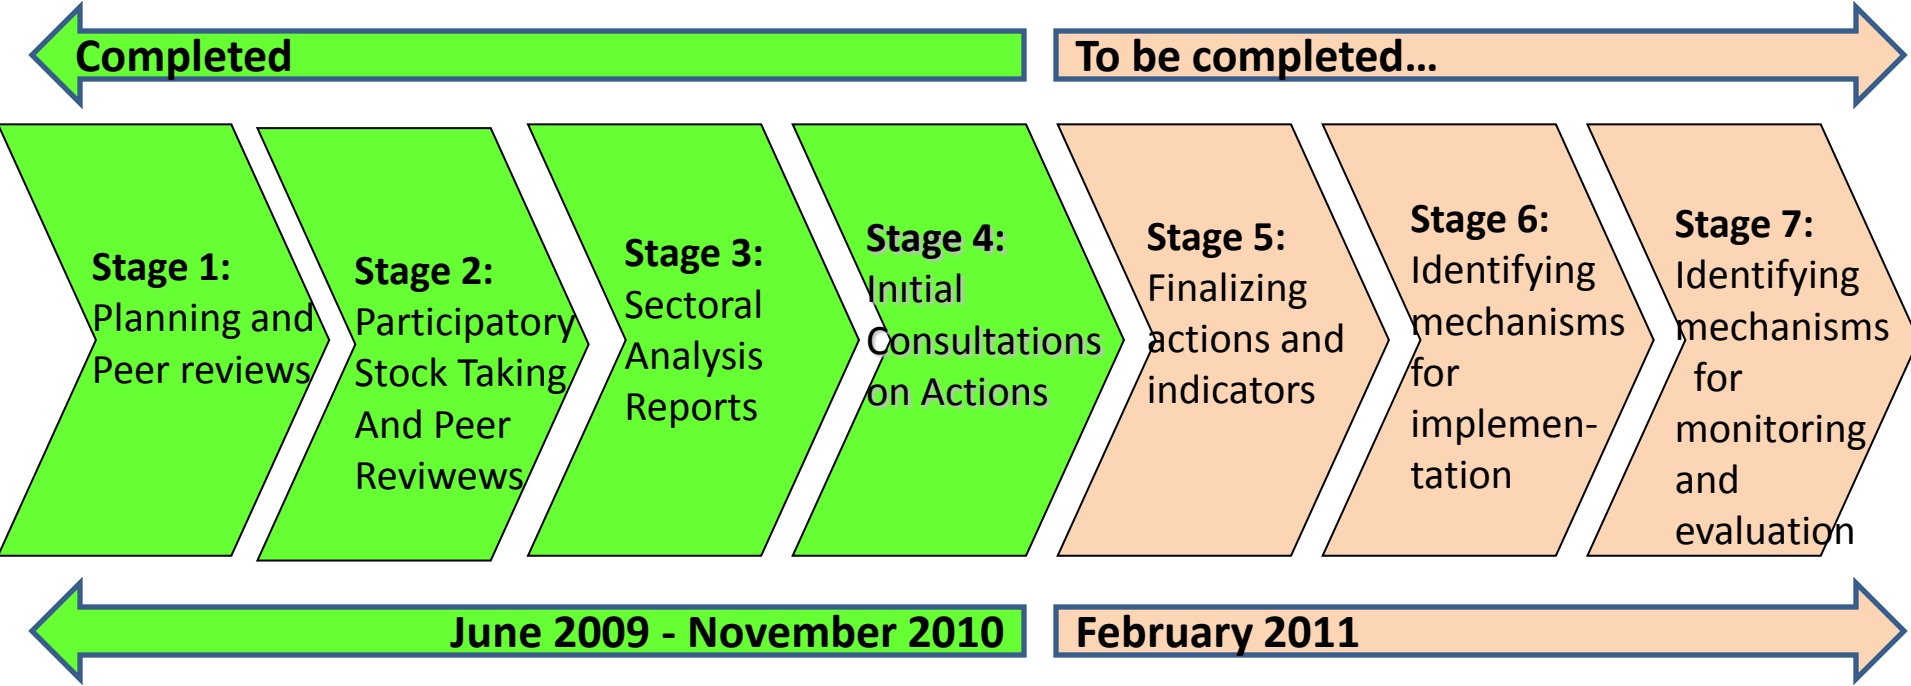 Completed
To be completed…
Stage 1:
Planning and
Peer reviews
Stage 2:
Participatory
Stock Taking
And Peer
Reviwews
Stage 3:
Sectoral
Analysis
Reports
Stage 4:
Inıtial
Consultations
on Actions
Stage 5:
Finalizing
actions and
indicators
Stage 6:
Identifying
mechanisms
for
implemen-
tation
Stage 7:
Identifying
mechanisms
for
monitoring
and
evaluation
June 2009 - November 2010
February 2011